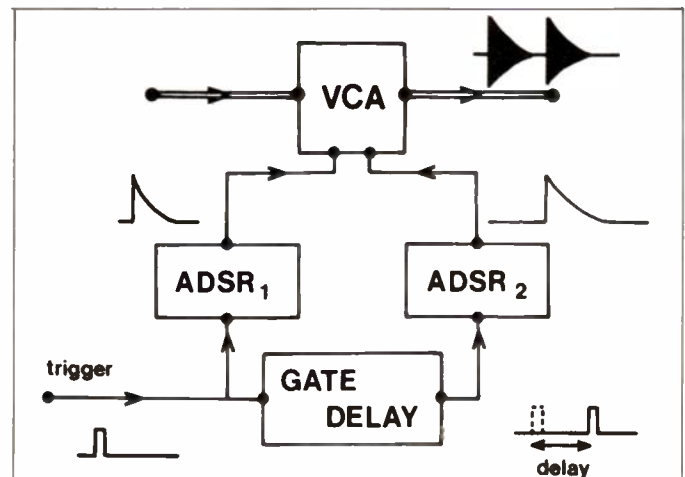 VCA
ADSR1
ADSR2
trigger
GATE
DELAY
delay